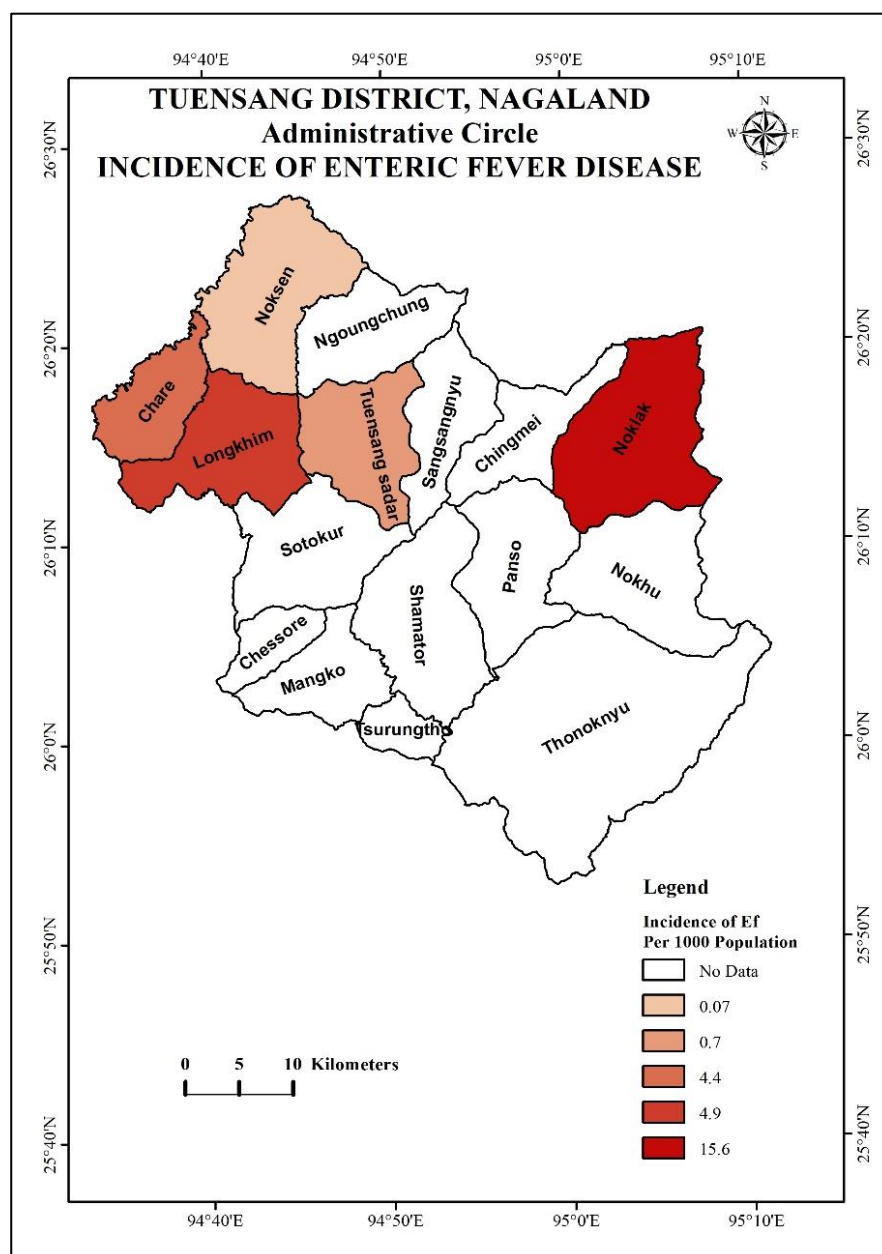 94°40'E 94°50'E 95°0'E 95°10'E
TUENSANG DISTRICT, NAGALAND
Administrative Circle
INCIDENCE OF ENTERIC FEVER DISEASE
N
W E
S
26°30'N 26°30'N
26°20'N 26°20'N
26°10'N 26°10'N
26°0'N 26°0'N
25°50'N 25°50'N
25°40'N 25°40'N
Noksen
Ngoungchung
Chare
Longkhim
Tuensang sadar
Sangsangnyu
Chingmei
Noklak
Sotokur
Shamator
Panso
Nokhu
Chessore
Mangko
Tsurungtho
Thonoknyu
Legend
Incidence of Ef
Per 1000 Population
No Data
0.07
0.7
4.4
4.9
15.6
0 5 10 Kilometers
94°40'E 94°50'E 95°0'E 95°10'E